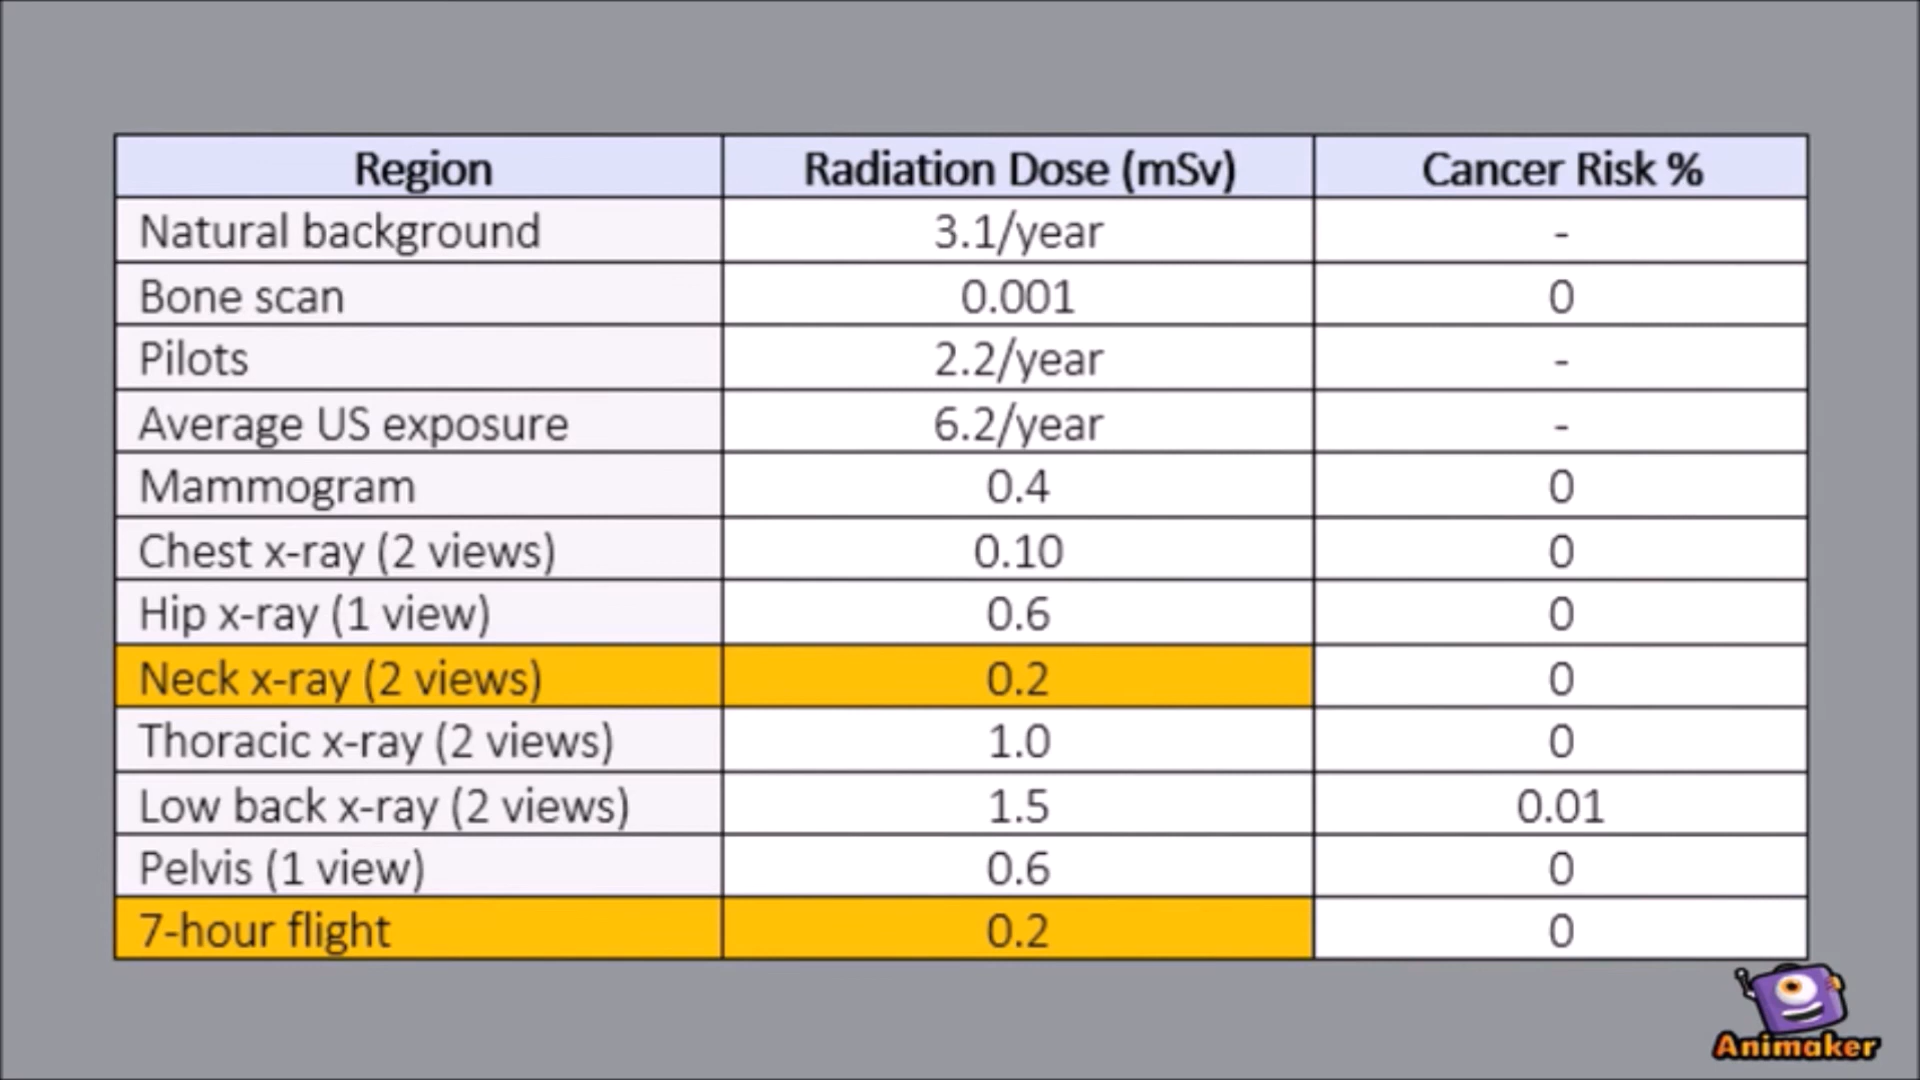 Region Radiation Dose (mSv) Cancer Risk %
Natural background 3.1/year -
Bone scan 0.001 0
Pilots 2.2/year -
Average US exposure 6.2/year -
Mammogram 0.4 0
Chest x-ray (2 views) 0.10 0
Hip x-ray (1 view) 0.6 0
Neck x-ray (2 views) 0.2 0
Thoracic x-ray (2 views) 1.0 0
Low back x-ray (2 views) 1.5 0.01
Pelvis (1 view) 0.6 0
7-hour flight 0.2 0
Animaker